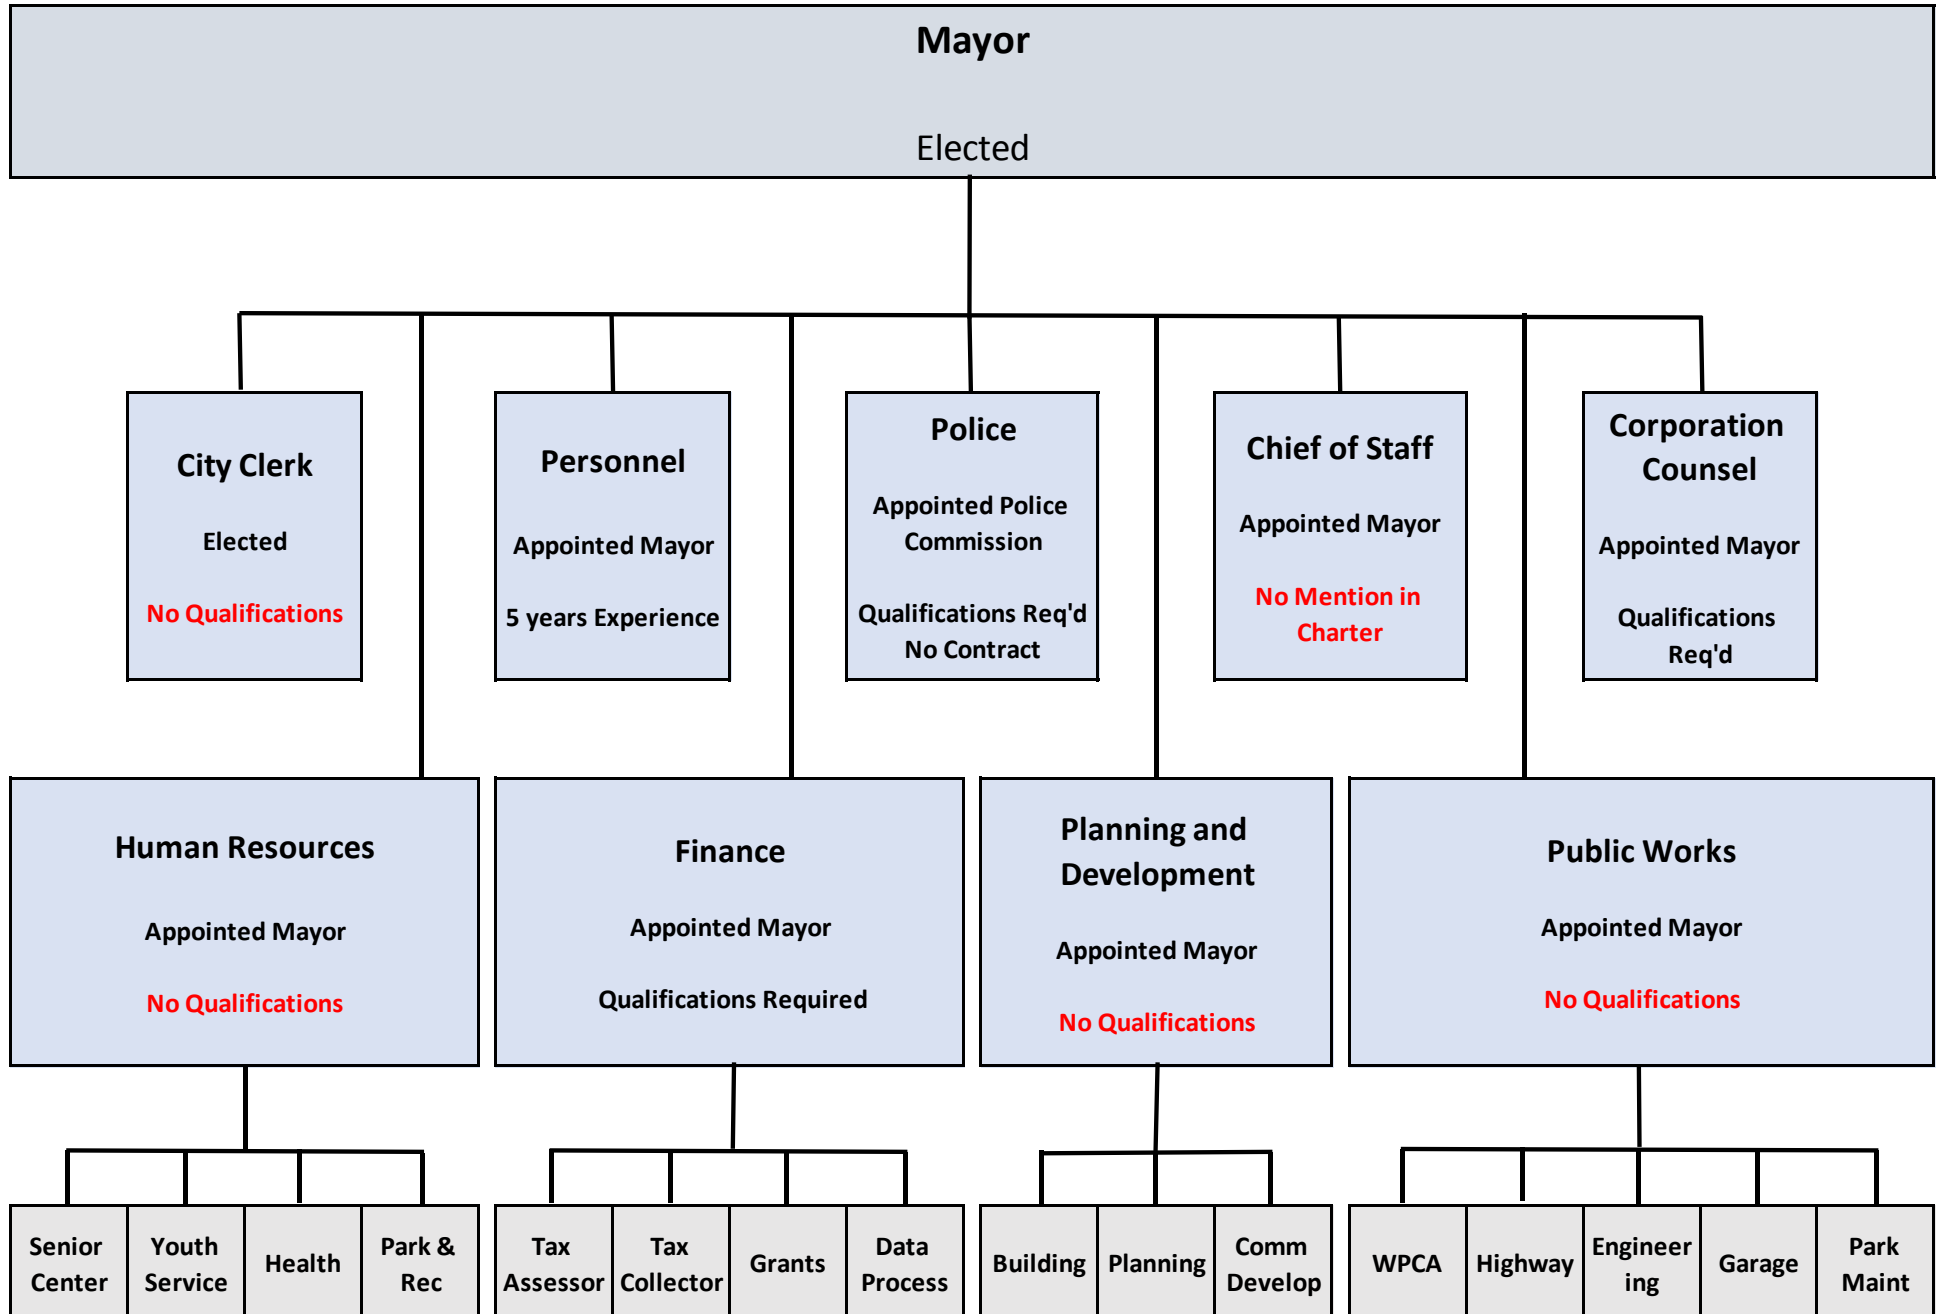 Mayor
Elected
City Clerk
Elected
No Qualifications
Personnel
Appointed Mayor
5 years Experience
Police
Appointed Police
Commission
Qualifications Req'd
No Contract
Chief of Staff
Appointed Mayor
No Mention in
Charter
Corporation
Counsel
Appointed Mayor
Qualifications
Req'd
Human Resources
Appointed Mayor
No Qualifications
Finance
Appointed Mayor
Qualifications Required
Planning and
Development
Appointed Mayor
No Qualifications
Public Works
Appointed Mayor
No Qualifications
Senior
Center
Youth
Service
Health
Park &
Rec
Tax
Assessor
Tax
Collector
Grants
Data
Process
Building
Planning
Comm
Develop
WPCA
Highway
Engineer
ing
Garage
Park
Maint